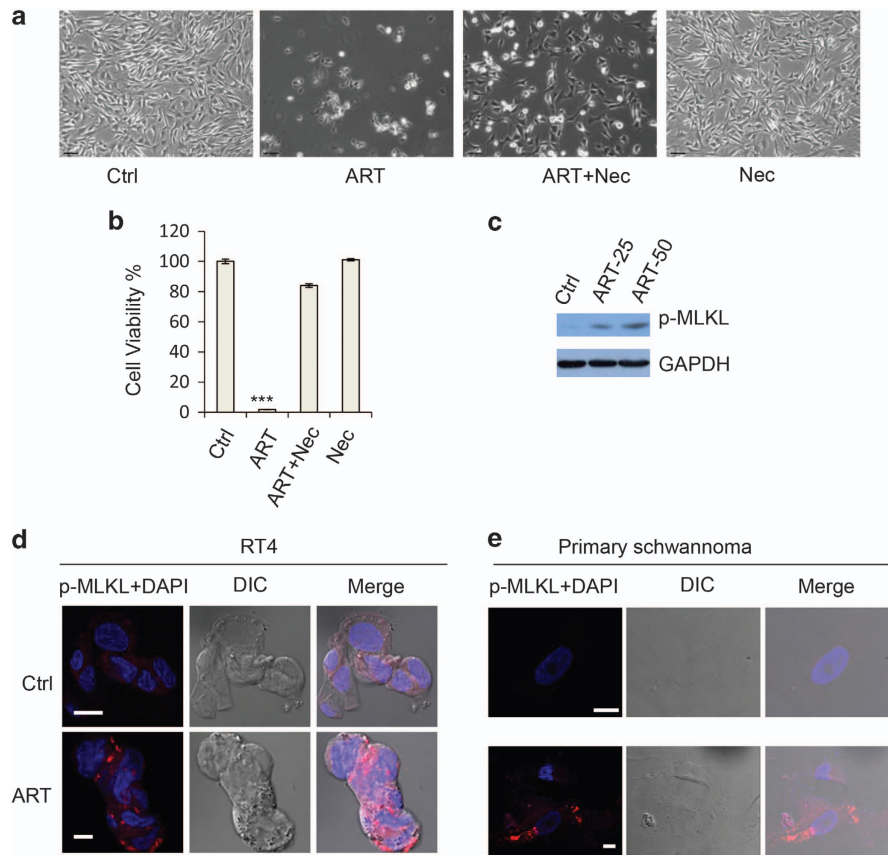 a
Ctrl ART ART+Nec Nec
b
Cell Viability %
120
100
80
60
40
20
0
***
Ctrl ART ART+Nec Nec
c
Ctrl ART-25 ART-50
p-MLKL
GAPDH
d
RT4
p-MLKL+DAPI DIC Merge
Ctrl
ART
e
Primary schwannoma
p-MLKL+DAPI DIC Merge